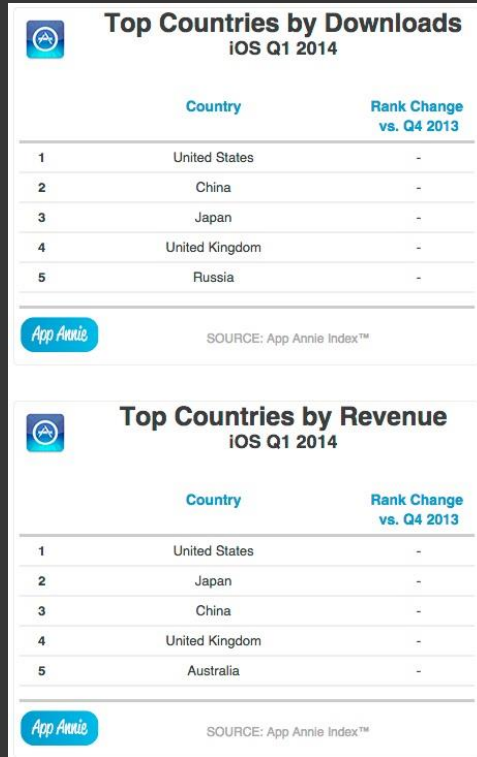 Top Countries by Downloads
iOS Q1 2014
Country Rank Change
vs. Q4 2013
1 United States -
2 China -
3 Japan -
4 United Kingdom -
5 Russia -
App Annie SOURCE: App Annie Index™
Top Countries by Revenue
iOS Q1 2014
Country Rank Change
vs. Q4 2013
1 United States -
2 Japan -
3 China -
4 United Kingdom -
5 Australia -
App Annie SOURCE: App Annie Index™